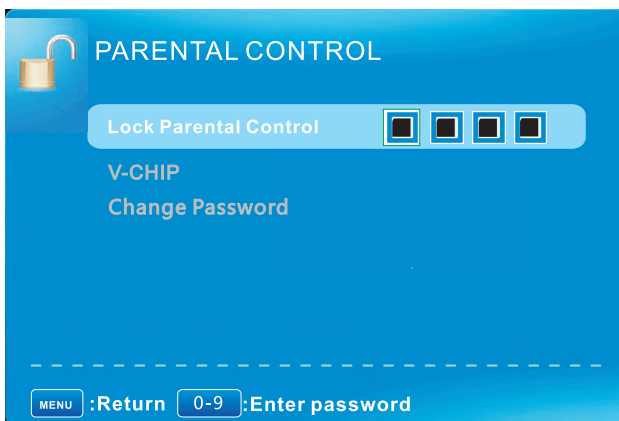 PARENTAL CONTROL
Lock Parental Control
V-CHIP
Change Password
MENU :Return 0-9 :Enter password